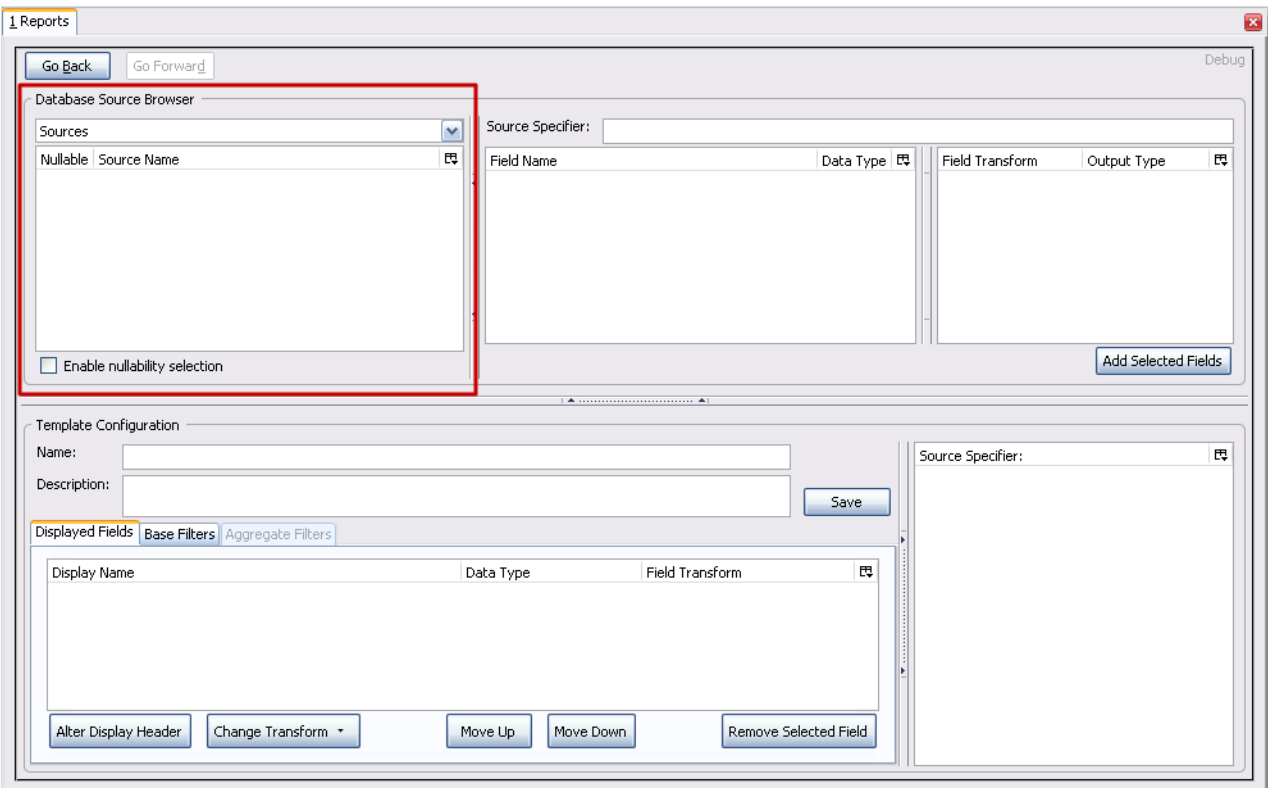 1 Reports
Go Back Go Forward Debug
Database Source Browser
Sources
Source Specifier:
Nullable Source Name
Field Name Data Type
Field Transform Output Type
Enable nullability selection
Add Selected Fields
Template Configuration
Name:
Source Specifier:
Description:
Save
Displayed Fields Base Filters Aggregate Filters
Display Name Data Type Field Transform
Alter Display Header Change Transform Move Up Move Down Remove Selected Field